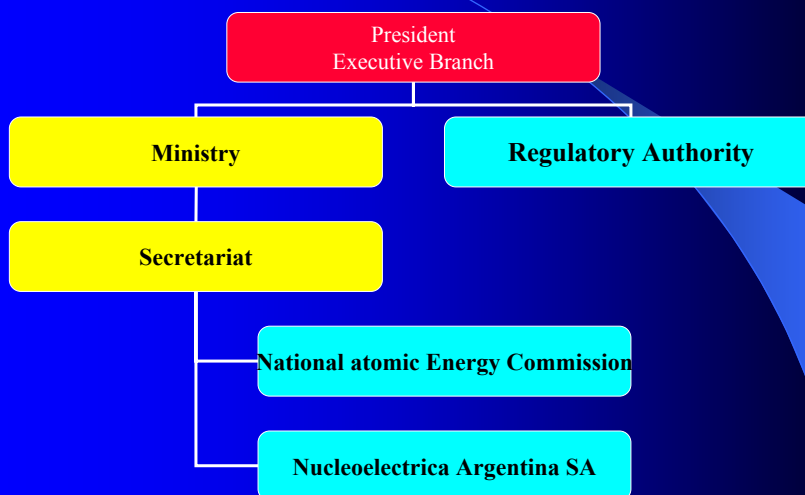 President
Executive Branch
Ministry
Regulatory Authority
Secretariat
National atomic Energy Commission
Nucleoelectrica Argentina SA